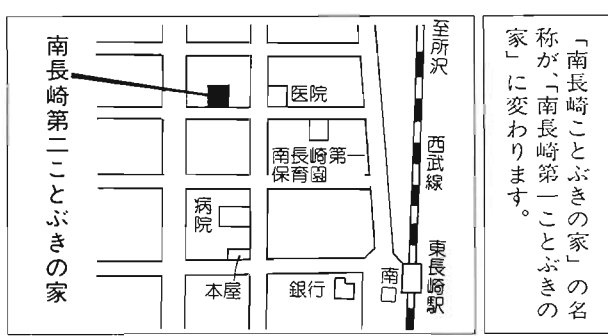 「南長崎ことぶきの家」の名
称が、「南長崎第一ことぶきの
家」に変わります。
至所沢
西武線
東長崎駅
南口
医院
南長崎第一
保育園
病院
本屋
銀行
南長崎第二ことぶきの家